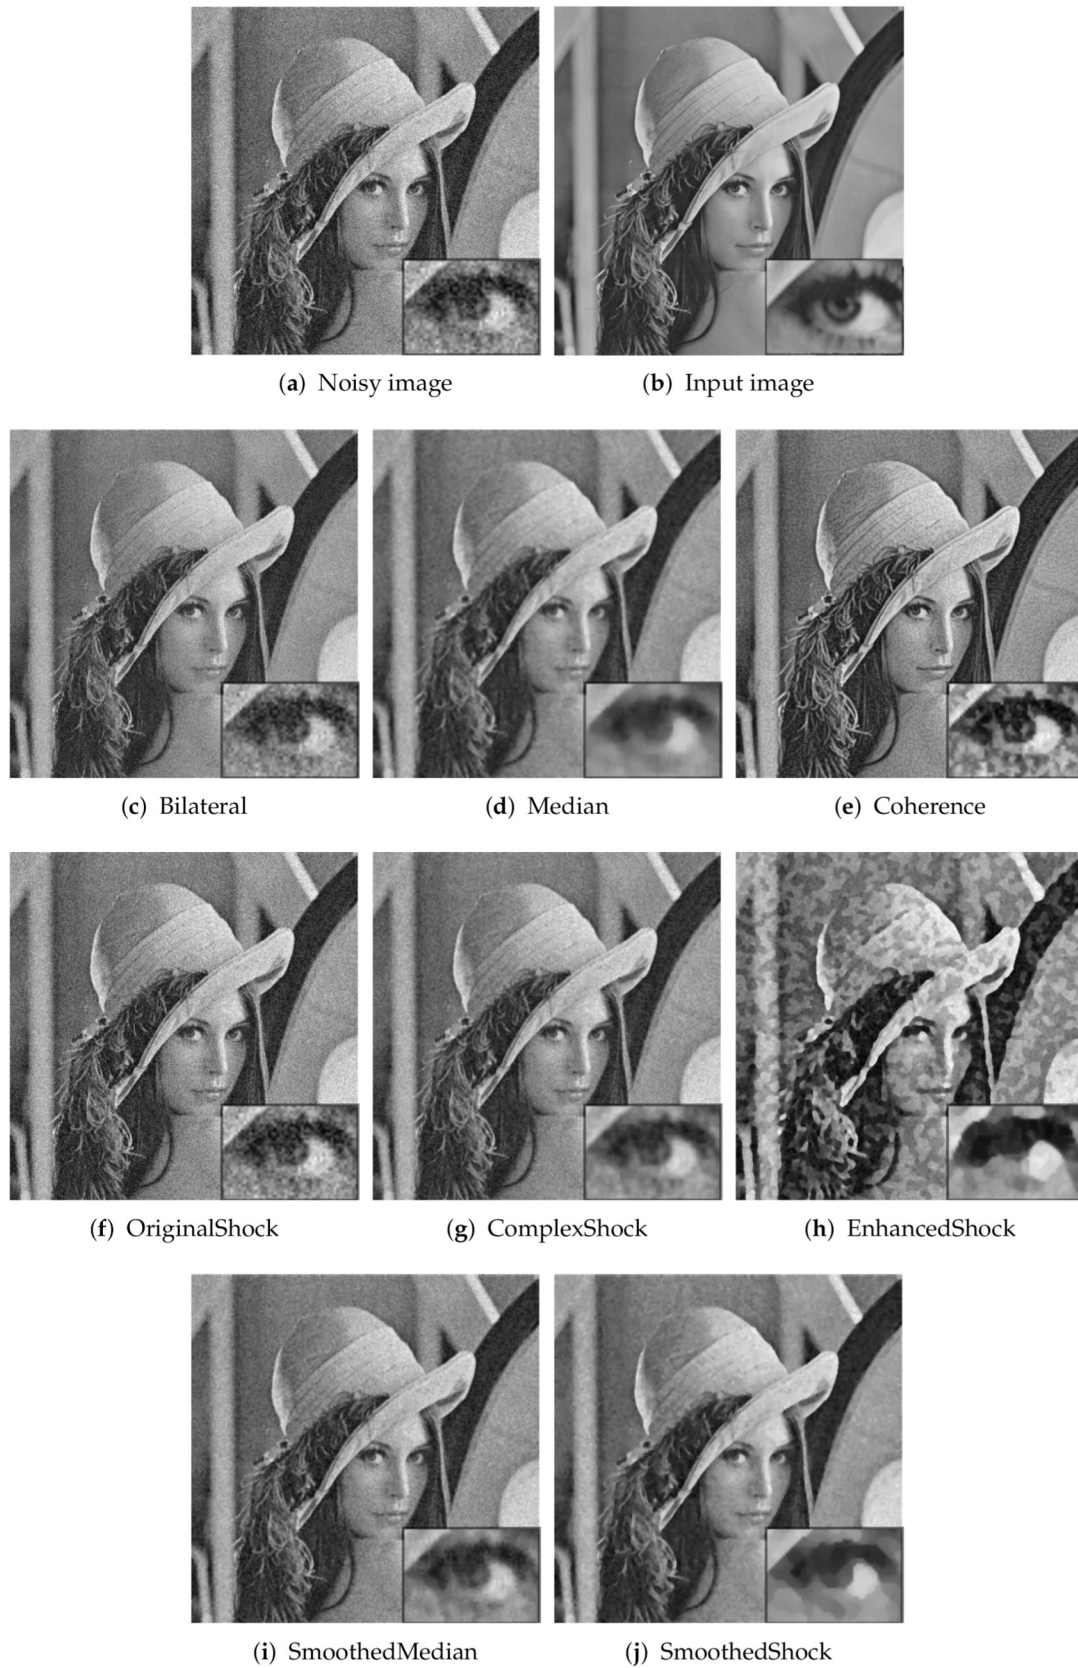 (a) Noisy image
(b) Input image
(c) Bilateral
(d) Median
(e) Coherence
(f) OriginalShock
(g) ComplexShock
(h) EnhancedShock
(i) SmoothedMedian
(j) SmoothedShock